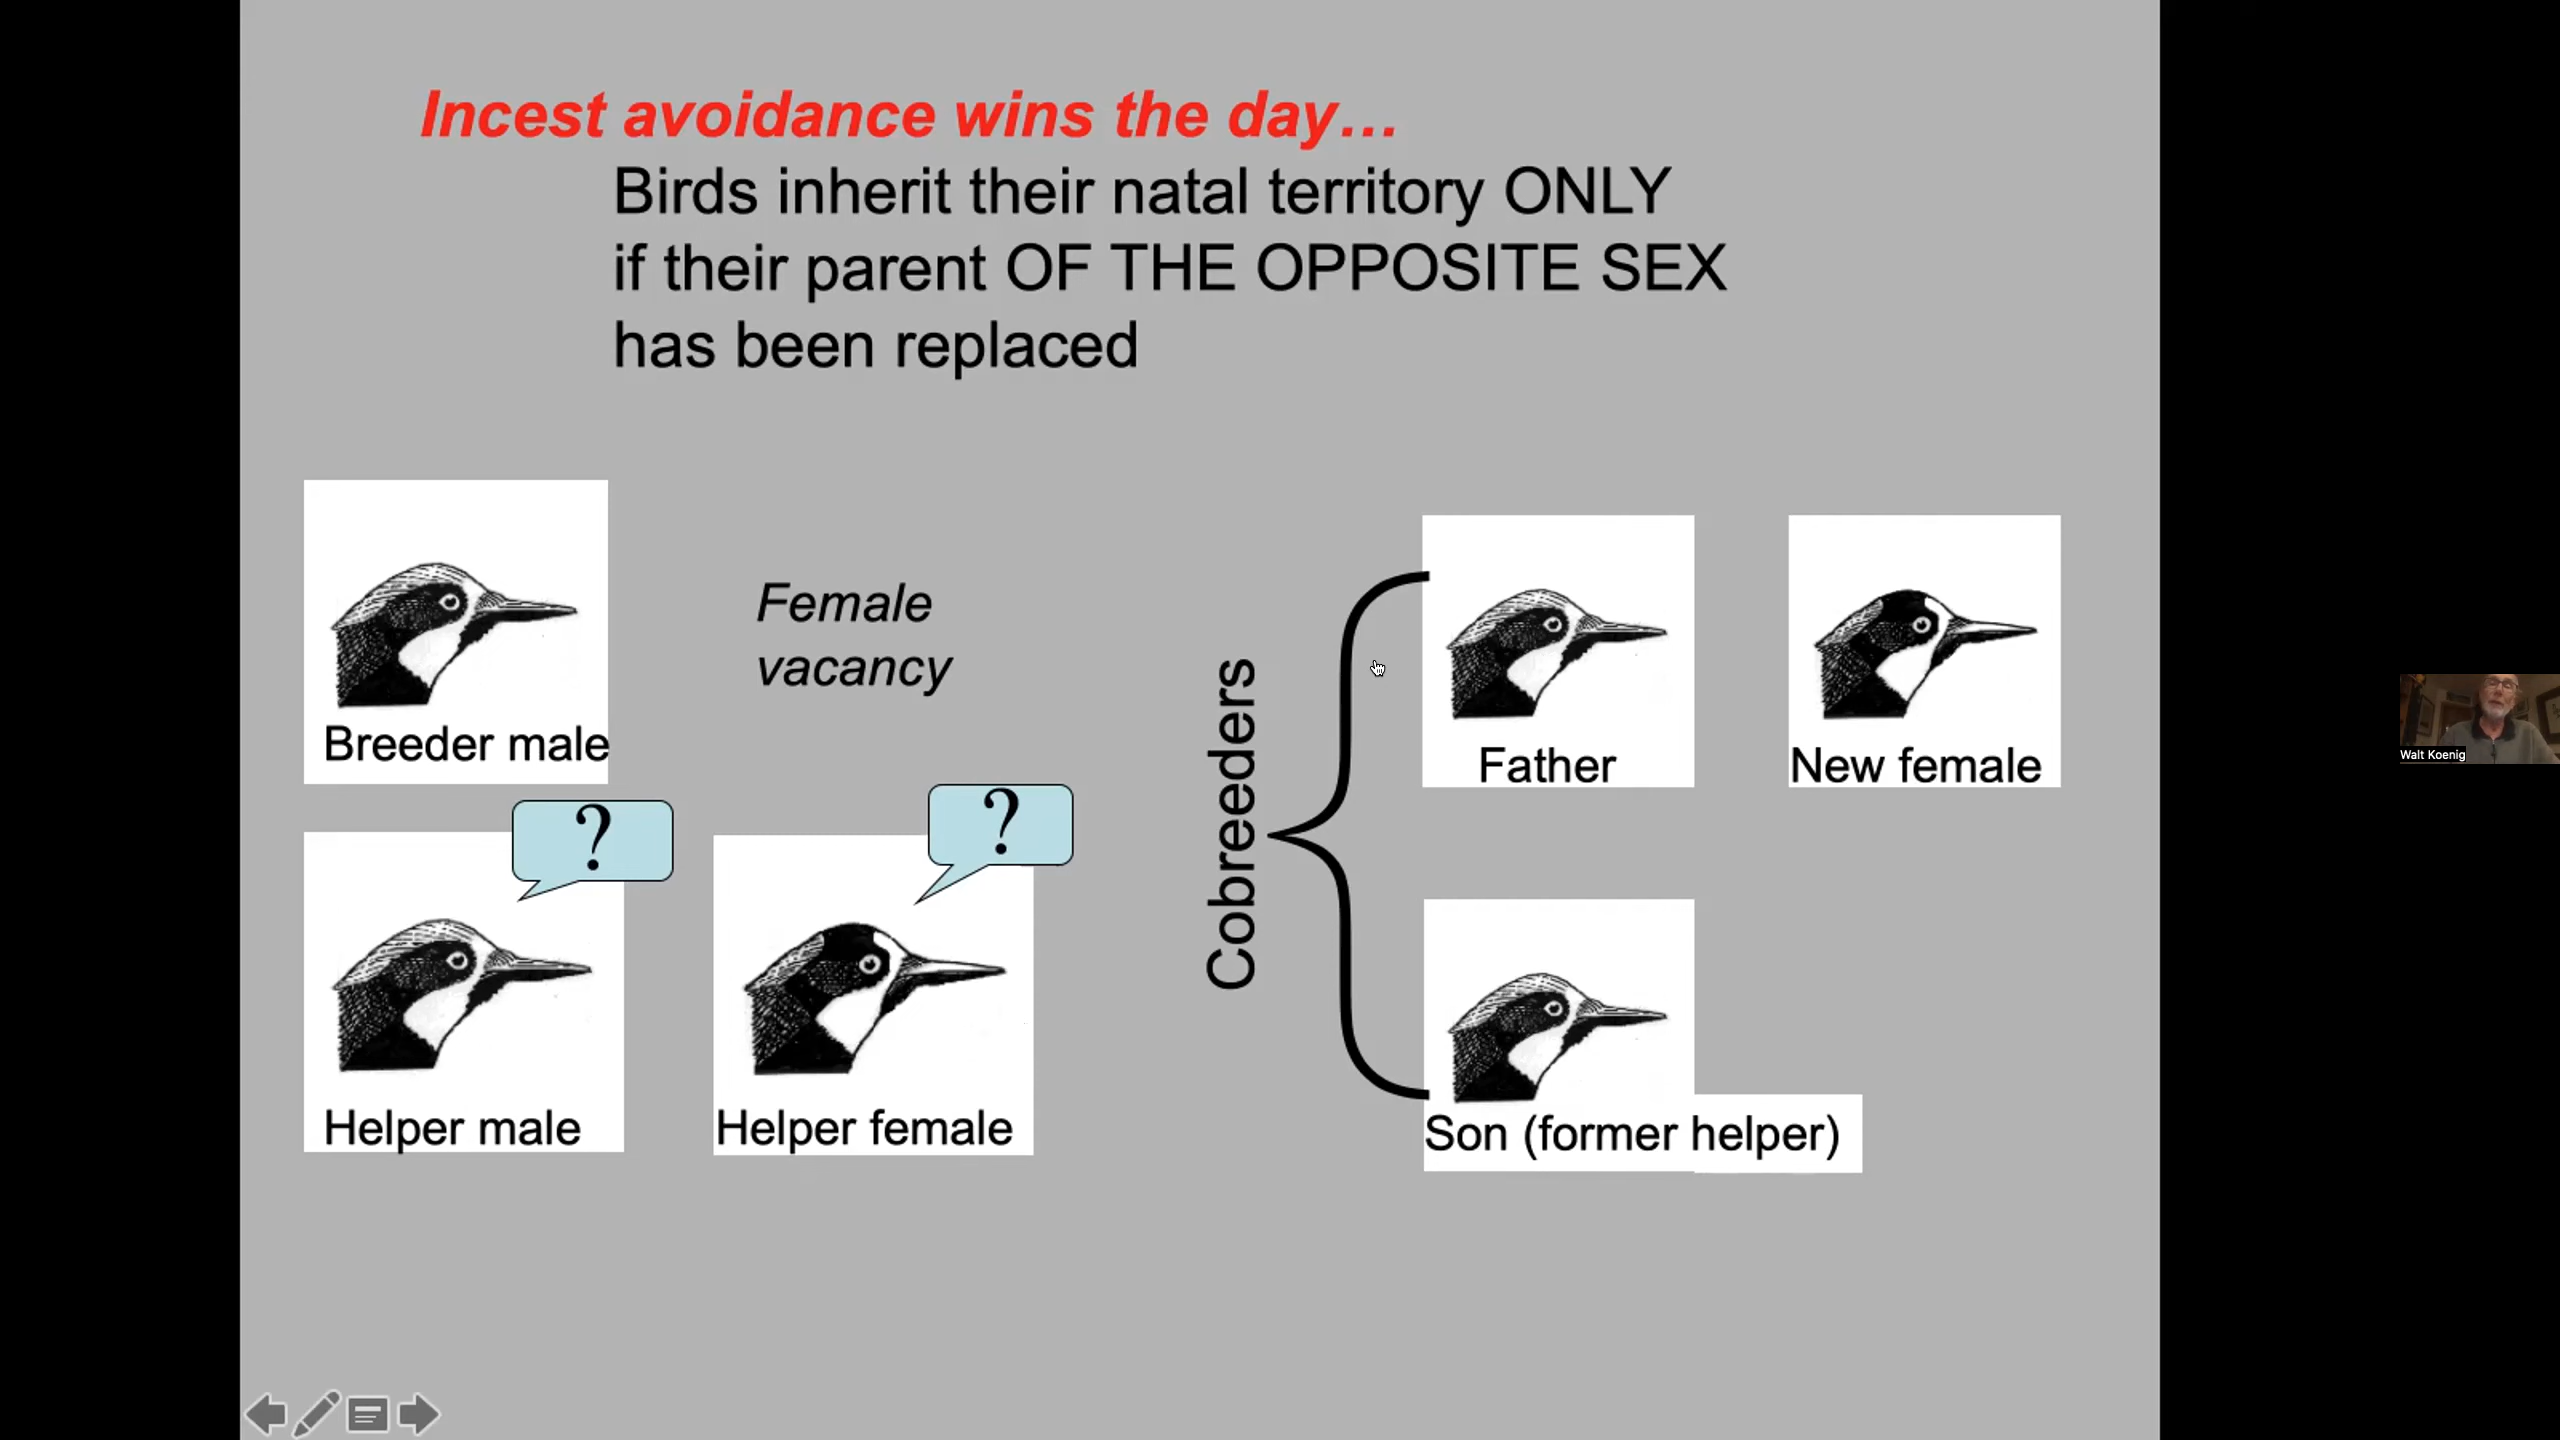 Incest avoidance wins the day…
Birds inherit their natal territory ONLY
if their parent OF THE OPPOSITE SEX
has been replaced
Breeder male
Female
vacancy
?
Helper male
?
Helper female
Cobreeders
Father
New female
Son (former helper)
Walt Koenig